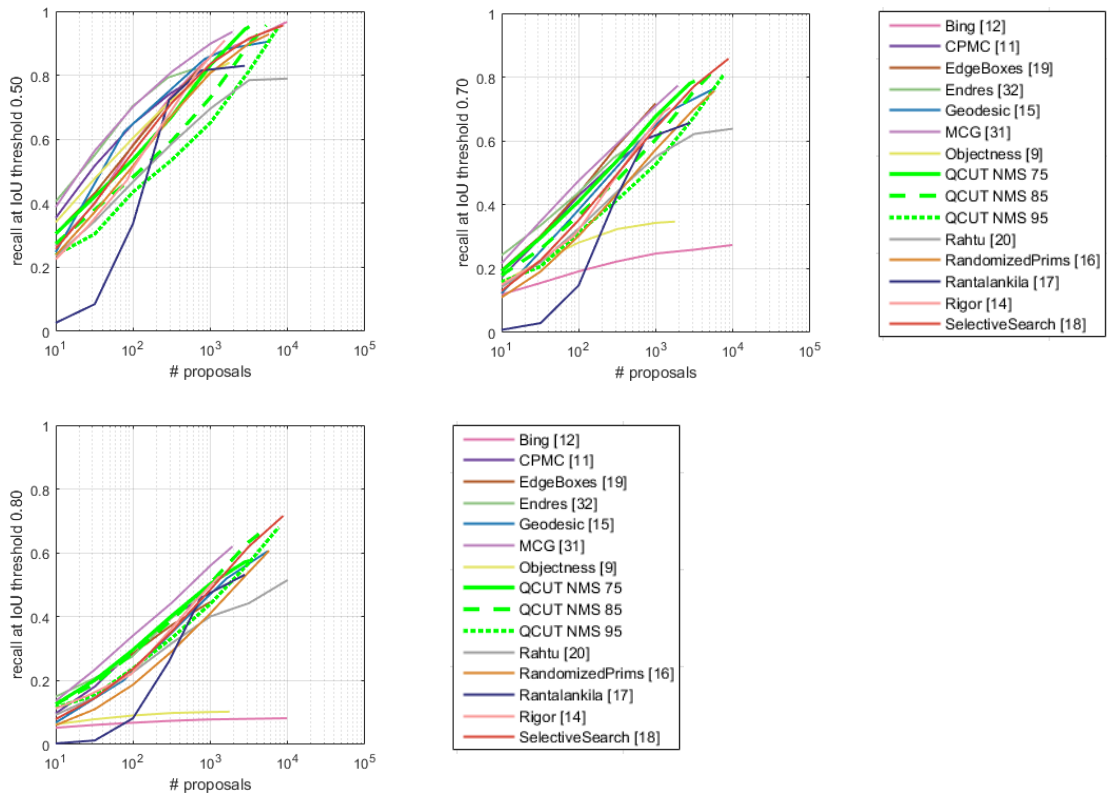 recall at IoU threshold 0.50
1
0.8
0.6
0.4
0.2
0
10^1
10^2
10^3
10^4
10^5
# proposals
recall at IoU threshold 0.70
1
0.8
0.6
0.4
0.2
0
10^1
10^2
10^3
10^4
10^5
# proposals
Bing [12]
CPMC [11]
EdgeBoxes [19]
Endres [32]
Geodesic [15]
MCG [31]
Objectness [9]
QCUT NMS 75
QCUT NMS 85
QCUT NMS 95
Rahtu [20]
RandomizedPrims [16]
Rantalankila [17]
Rigor [14]
SelectiveSearch [18]
recall at IoU threshold 0.80
1
0.8
0.6
0.4
0.2
0
10^1
10^2
10^3
10^4
10^5
# proposals
Bing [12]
CPMC [11]
EdgeBoxes [19]
Endres [32]
Geodesic [15]
MCG [31]
Objectness [9]
QCUT NMS 75
QCUT NMS 85
QCUT NMS 95
Rahtu [20]
RandomizedPrims [16]
Rantalankila [17]
Rigor [14]
SelectiveSearch [18]